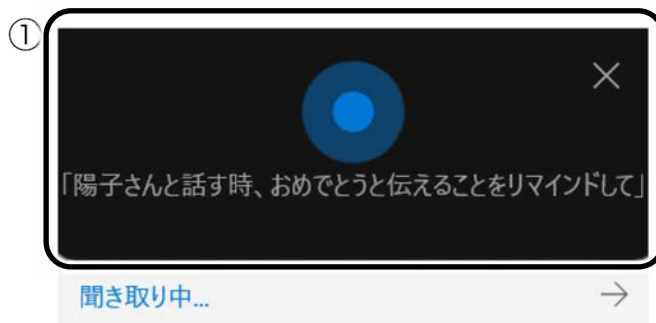 ①
「陽子さんと話す時、おめでとうと伝えることをリマインドして」
聞き取り中...